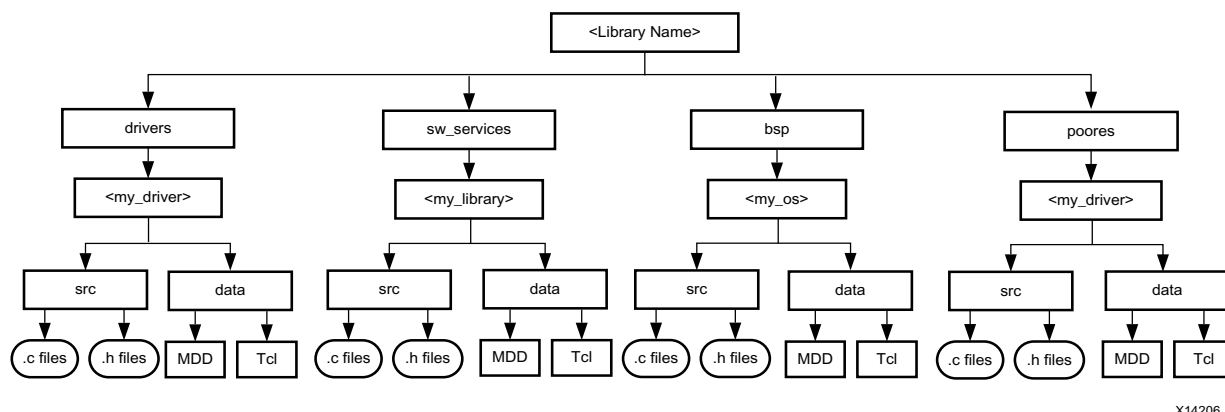 <Library Name>
drivers
sw_services
bsp
poores
<my_driver>
<my_library>
<my_os>
<my_driver>
src
data
src
data
src
data
src
data
.c files
.h files
MDD
Tcl
.c files
.h files
MDD
Tcl
.c files
.h files
MDD
Tcl
.c files
.h files
MDD
Tcl
X14206